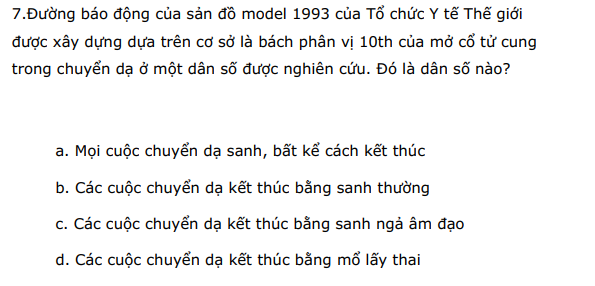 7.Đường báo động của sản đồ model 1993 của Tổ chức Y tế Thế giới
được xây dựng dựa trên cơ sở là bách phân vị 10th của mở cổ tử cung
trong chuyển dạ ở một dân số được nghiên cứu. Đó là dân số nào?
a. Mọi cuộc chuyển dạ sanh, bất kể cách kết thúc
b. Các cuộc chuyển dạ kết thúc bằng sanh thường
c. Các cuộc chuyển dạ kết thúc bằng sanh ngả âm đạo
d. Các cuộc chuyển dạ kết thúc bằng mổ lấy thai